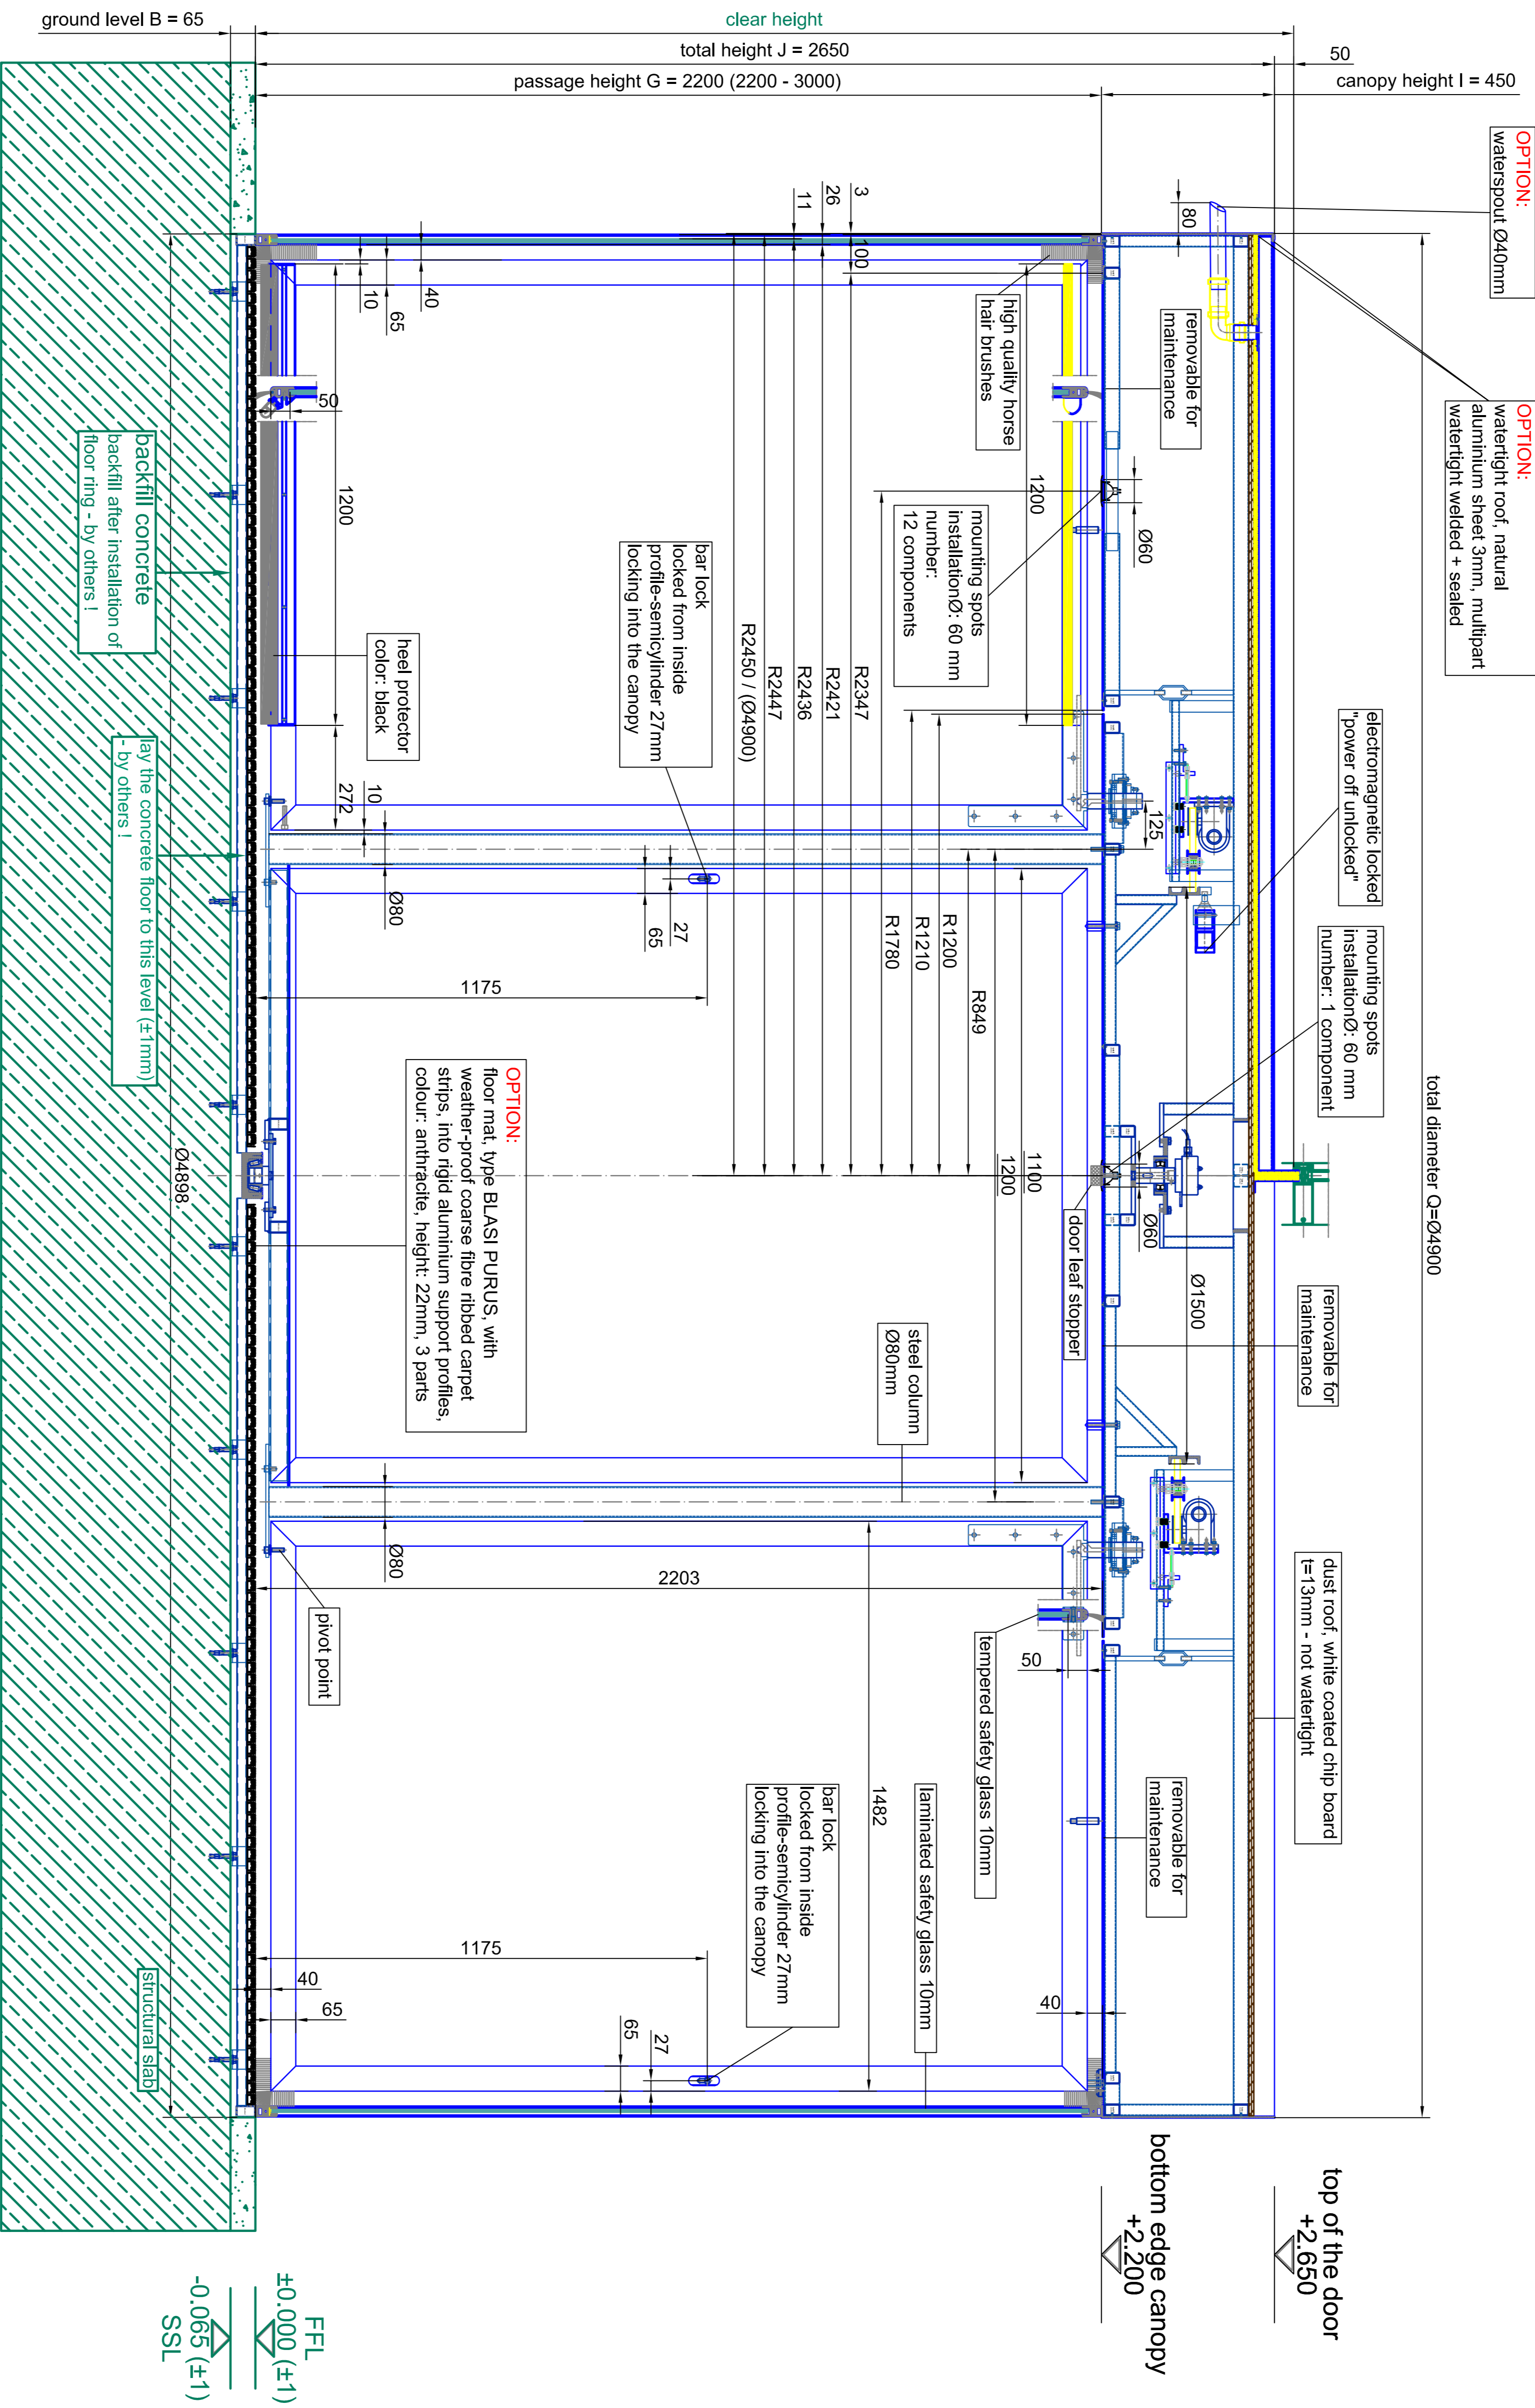 ground level B = 65
clear height
total height J = 2650
50
passage height G = 2200 (2200 - 3000)
canopy height I = 450
OPTION:
waterspout Ø40mm
OPTION:
watertight roof, natural
aluminium sheet 3mm, multipart
watertight welded + sealed
electromagnetic locked
"power off unlocked"
mounting spots
installationØ: 60 mm
number: 1 component
total diameter Q=Ø4900
removable for
maintenance
dust roof, white coated chip board
t=13mm - not watertight
top of the door
+2.650
bottom edge canopy
+2.200
80
removable for
maintenance
Ø60
125
Ø1500
Ø60
removable for
maintenance
high quality horse
hair brushes
1200
mounting spots
installationØ: 60 mm
number:
12 components
door leaf stopper
1100
1200
R849
R1200
R1210
R1780
3
100
R2347
26
R2421
11
R2436
R2447
R2450 / (Ø4900)
steel column
Ø80mm
tempered safety glass 10mm
50
laminated safety glass 10mm
40
1482
bar lock
locked from inside
profile-semicylinder 27mm
locking into the canopy
bar lock
locked from inside
profile-semicylinder 27mm
locking into the canopy
27
65
27
65
1175
2203
1175
40
65
10
50
1200
272
10
Ø80
Ø80
heel protector
color: black
OPTION:
floor mat, type BLASI PURUS, with
weather-proof coarse fibre ribbed carpet
strips, into rigid aluminium support profiles,
colour: anthracite, height: 22mm, 3 parts
pivot point
40
65
Ø4898
backfill concrete
backfill after installation of
floor ring - by others !
lay the concrete floor to this level (±1mm)
- by others !
structural slab
FFL
±0.000 (±1)
-0.065 (±1)
SSL